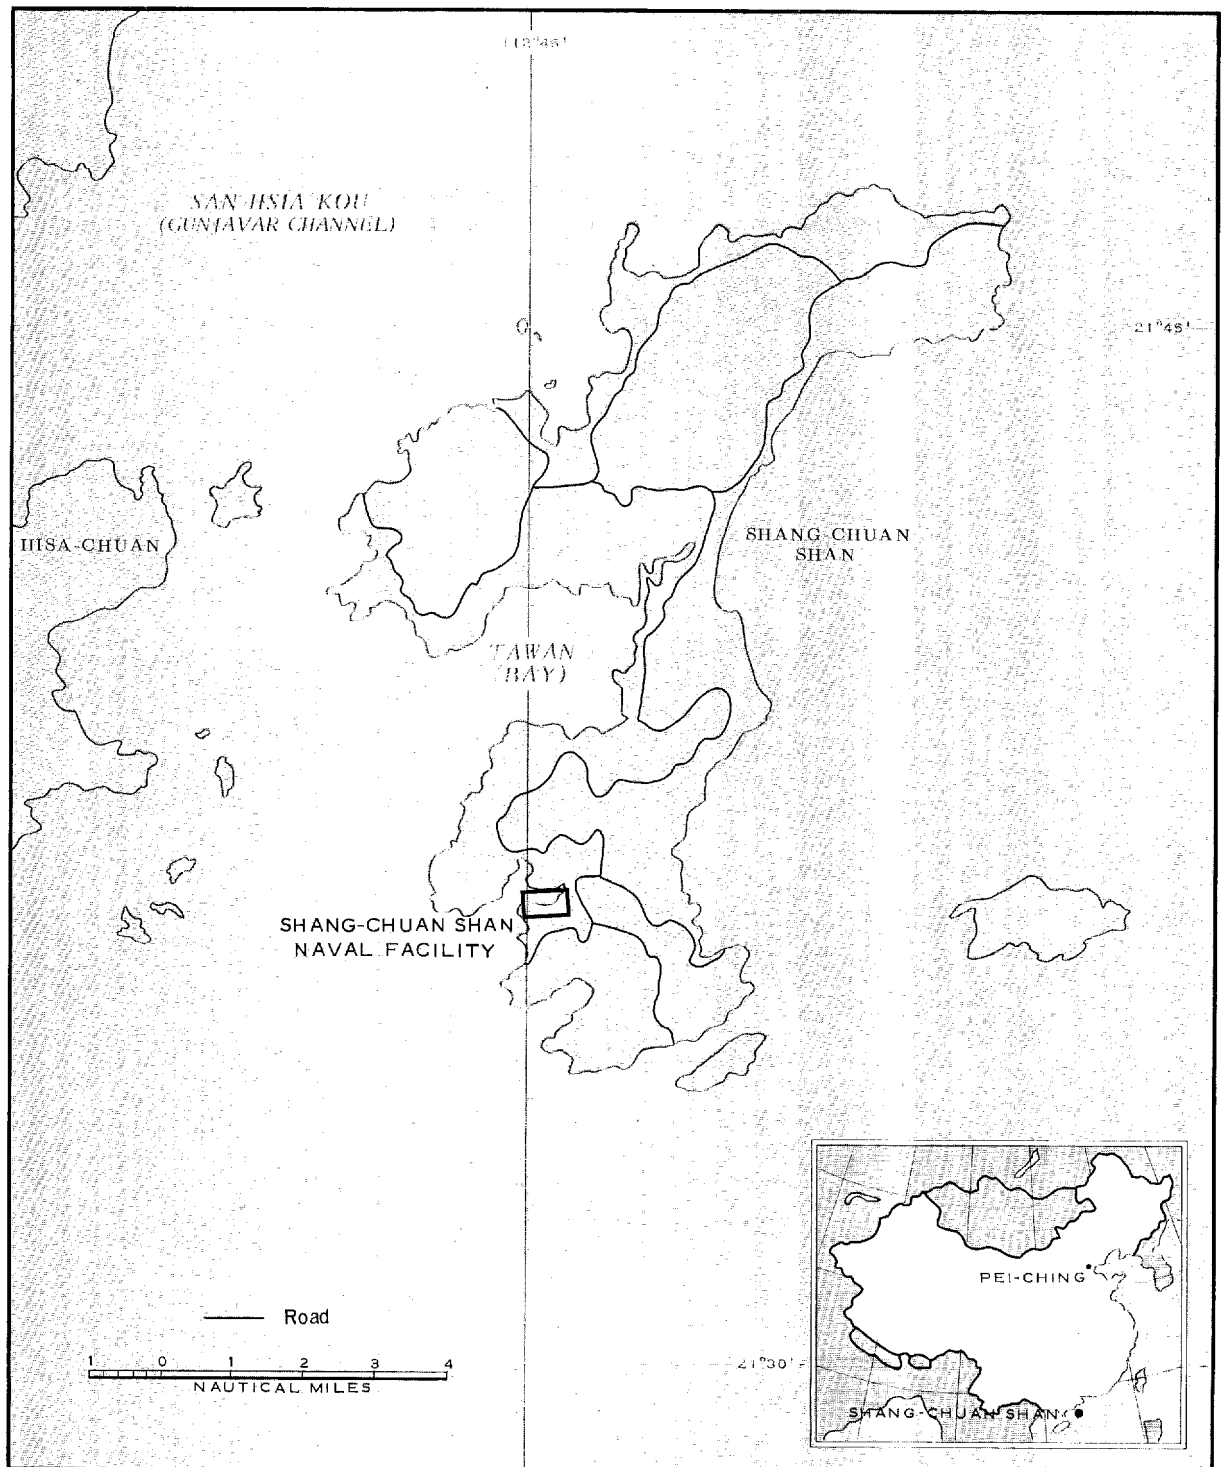 112°45'
SAN HSIA KOU
(GUNJAVAR CHANNEL)
21°45'
HSIA-CHUAN
SHANG CHUAN
SHAN
TAWAN
BAY)
SHANG-CHUAN SHAN
NAVAL FACILITY
PEI-CHING
Road
1 0 1 2 3 4
NAUTICAL MILES
21°30'
SHANG-CHUAN SHAN